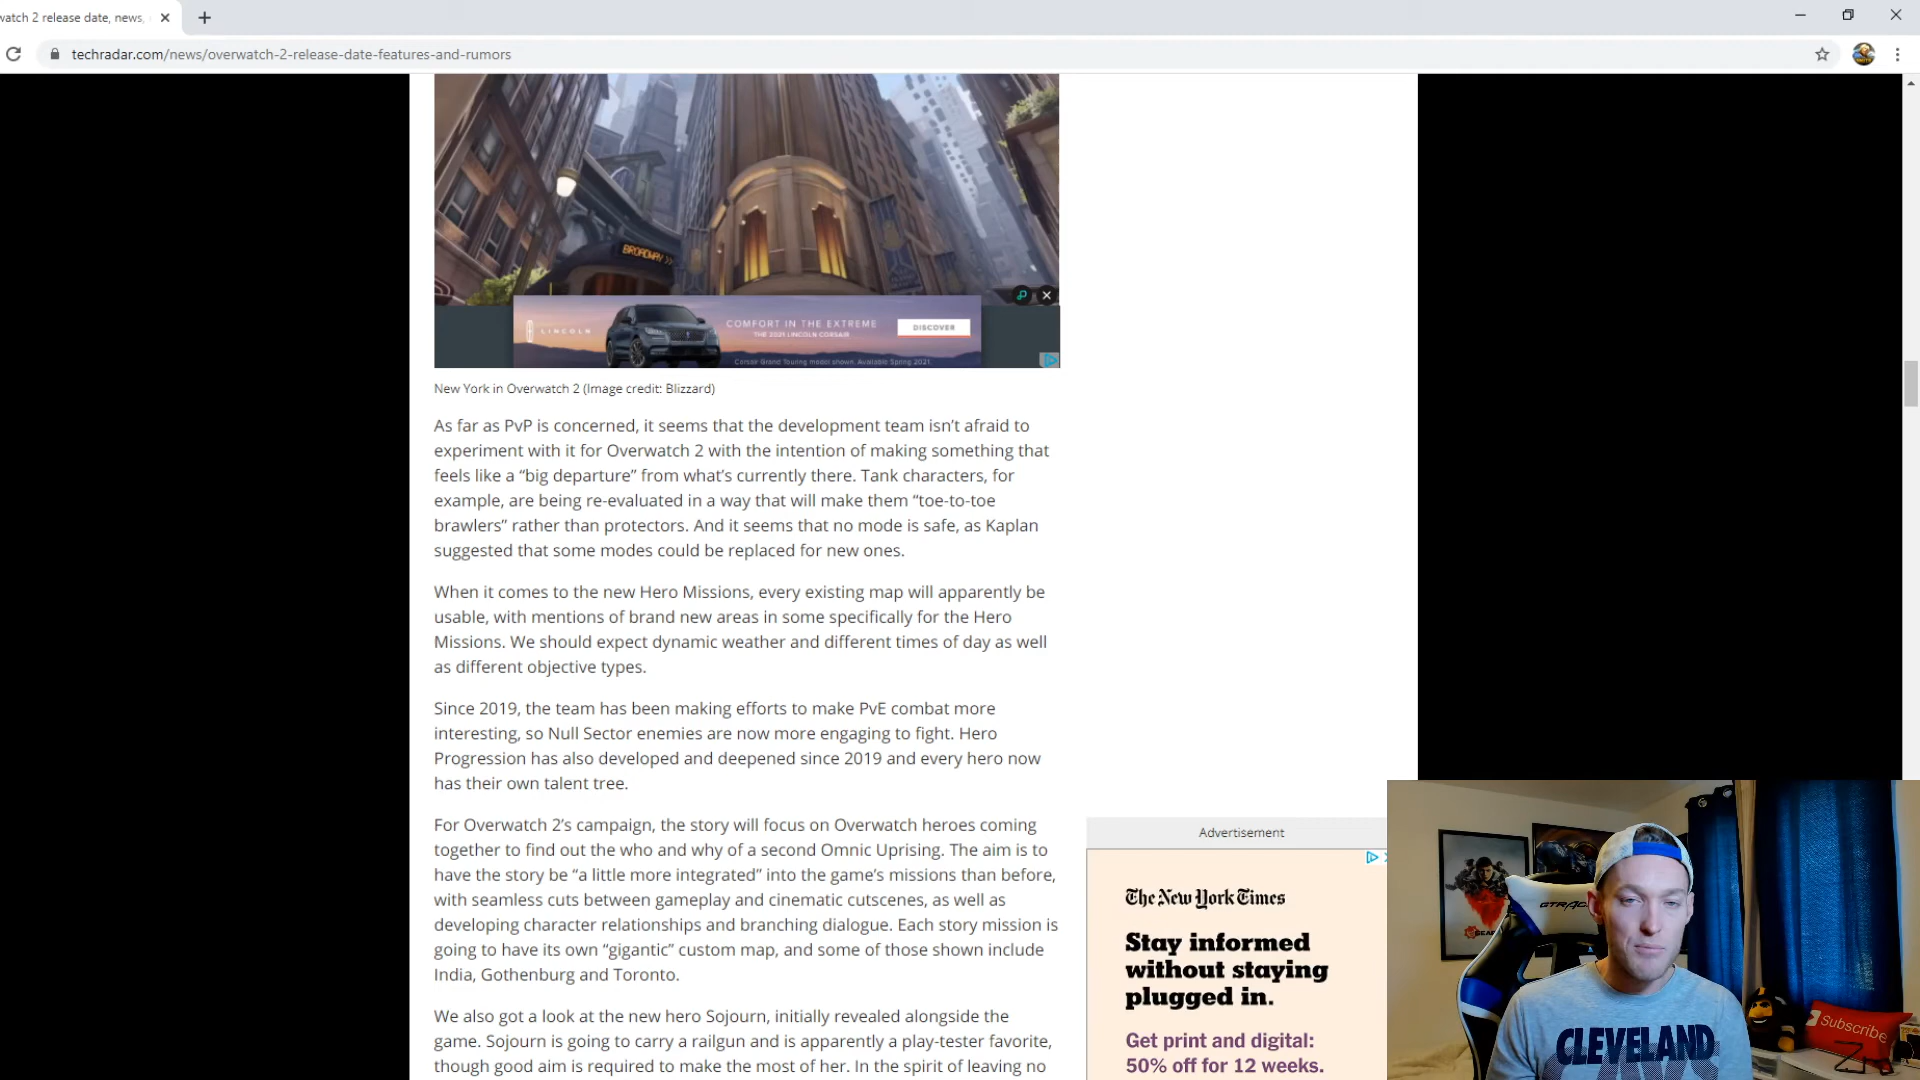 watch 2 release date, news,
techradar.com/news/overwatch-2-release-date-features-and-rumors
BROADWAY >>
LINCOLN
COMFORT IN THE EXTREME
THE 2021 LINCOLN CORSAIR
DISCOVER
Corsair Grand Touring model shown. Available Spring 2021.
New York in Overwatch 2 (Image credit: Blizzard)
As far as PvP is concerned, it seems that the development team isn’t afraid to
experiment with it for Overwatch 2 with the intention of making something that
feels like a “big departure” from what’s currently there. Tank characters, for
example, are being re-evaluated in a way that will make them “toe-to-toe
brawlers” rather than protectors. And it seems that no mode is safe, as Kaplan
suggested that some modes could be replaced for new ones.
When it comes to the new Hero Missions, every existing map will apparently be
usable, with mentions of brand new areas in some specifically for the Hero
Missions. We should expect dynamic weather and different times of day as well
as different objective types.
Since 2019, the team has been making efforts to make PvE combat more
interesting, so Null Sector enemies are now more engaging to fight. Hero
Progression has also developed and deepened since 2019 and every hero now
has their own talent tree.
For Overwatch 2’s campaign, the story will focus on Overwatch heroes coming
together to find out the who and why of a second Omnic Uprising. The aim is to
have the story be “a little more integrated” into the game’s missions than before,
with seamless cuts between gameplay and cinematic cutscenes, as well as
developing character relationships and branching dialogue. Each story mission is
going to have its own “gigantic” custom map, and some of those shown include
India, Gothenburg and Toronto.
We also got a look at the new hero Sojourn, initially revealed alongside the
game. Sojourn is going to carry a railgun and is apparently a play-tester favorite,
though good aim is required to make the most of her. In the spirit of leaving no
Advertisement
The New York Times
Stay informed
without staying
plugged in.
Get print and digital:
50% off for 12 weeks.
GEARS
GTRACING
CLEVELAND
Subscribe